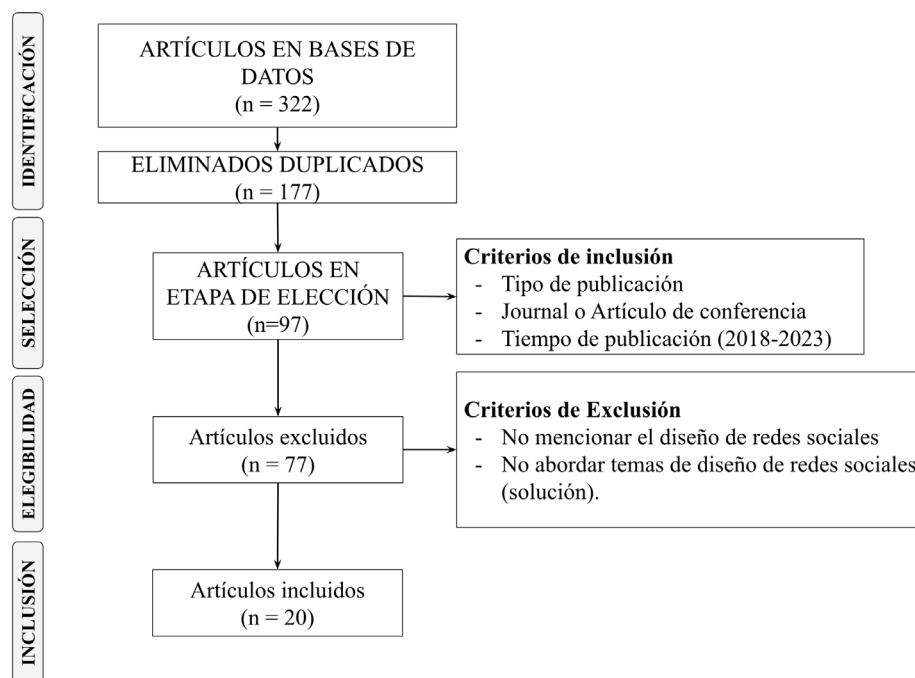 IDENTIFICACIÓN
ARTÍCULOS EN BASES DE
DATOS
(n = 322)
ELIMINADOS DUPLICADOS
(n = 177)
SELECCIÓN
ARTÍCULOS EN
ETAPA DE ELECCIÓN
(n=97)
Criterios de inclusión
- Tipo de publicación
- Journal o Artículo de conferencia
- Tiempo de publicación (2018-2023)
ELEGIBILIDAD
Artículos excluidos
(n = 77)
Criterios de Exclusión
- No mencionar el diseño de redes sociales
- No abordar temas de diseño de redes sociales
(solución).
INCLUSIÓN
Artículos incluidos
(n = 20)